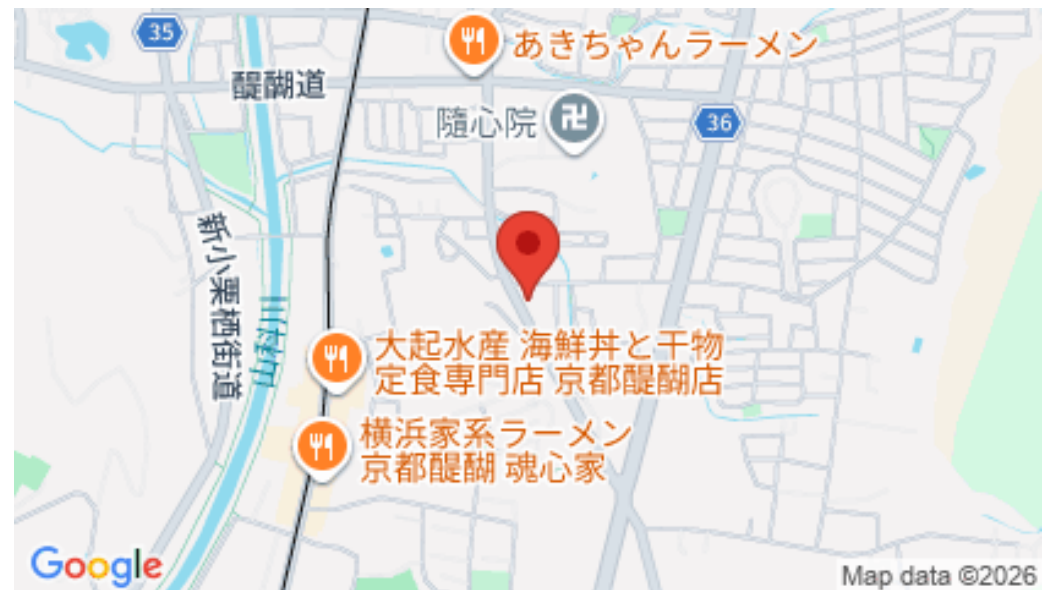 35
あきちゃんラーメン
醍醐道
隨心院
卍
36
新小栗栖街道
山科川
大起水産 海鮮丼と干物
定食専門店 京都醍醐店
横浜家系ラーメン
京都醍醐 魂心家
Google
Map data ©2026